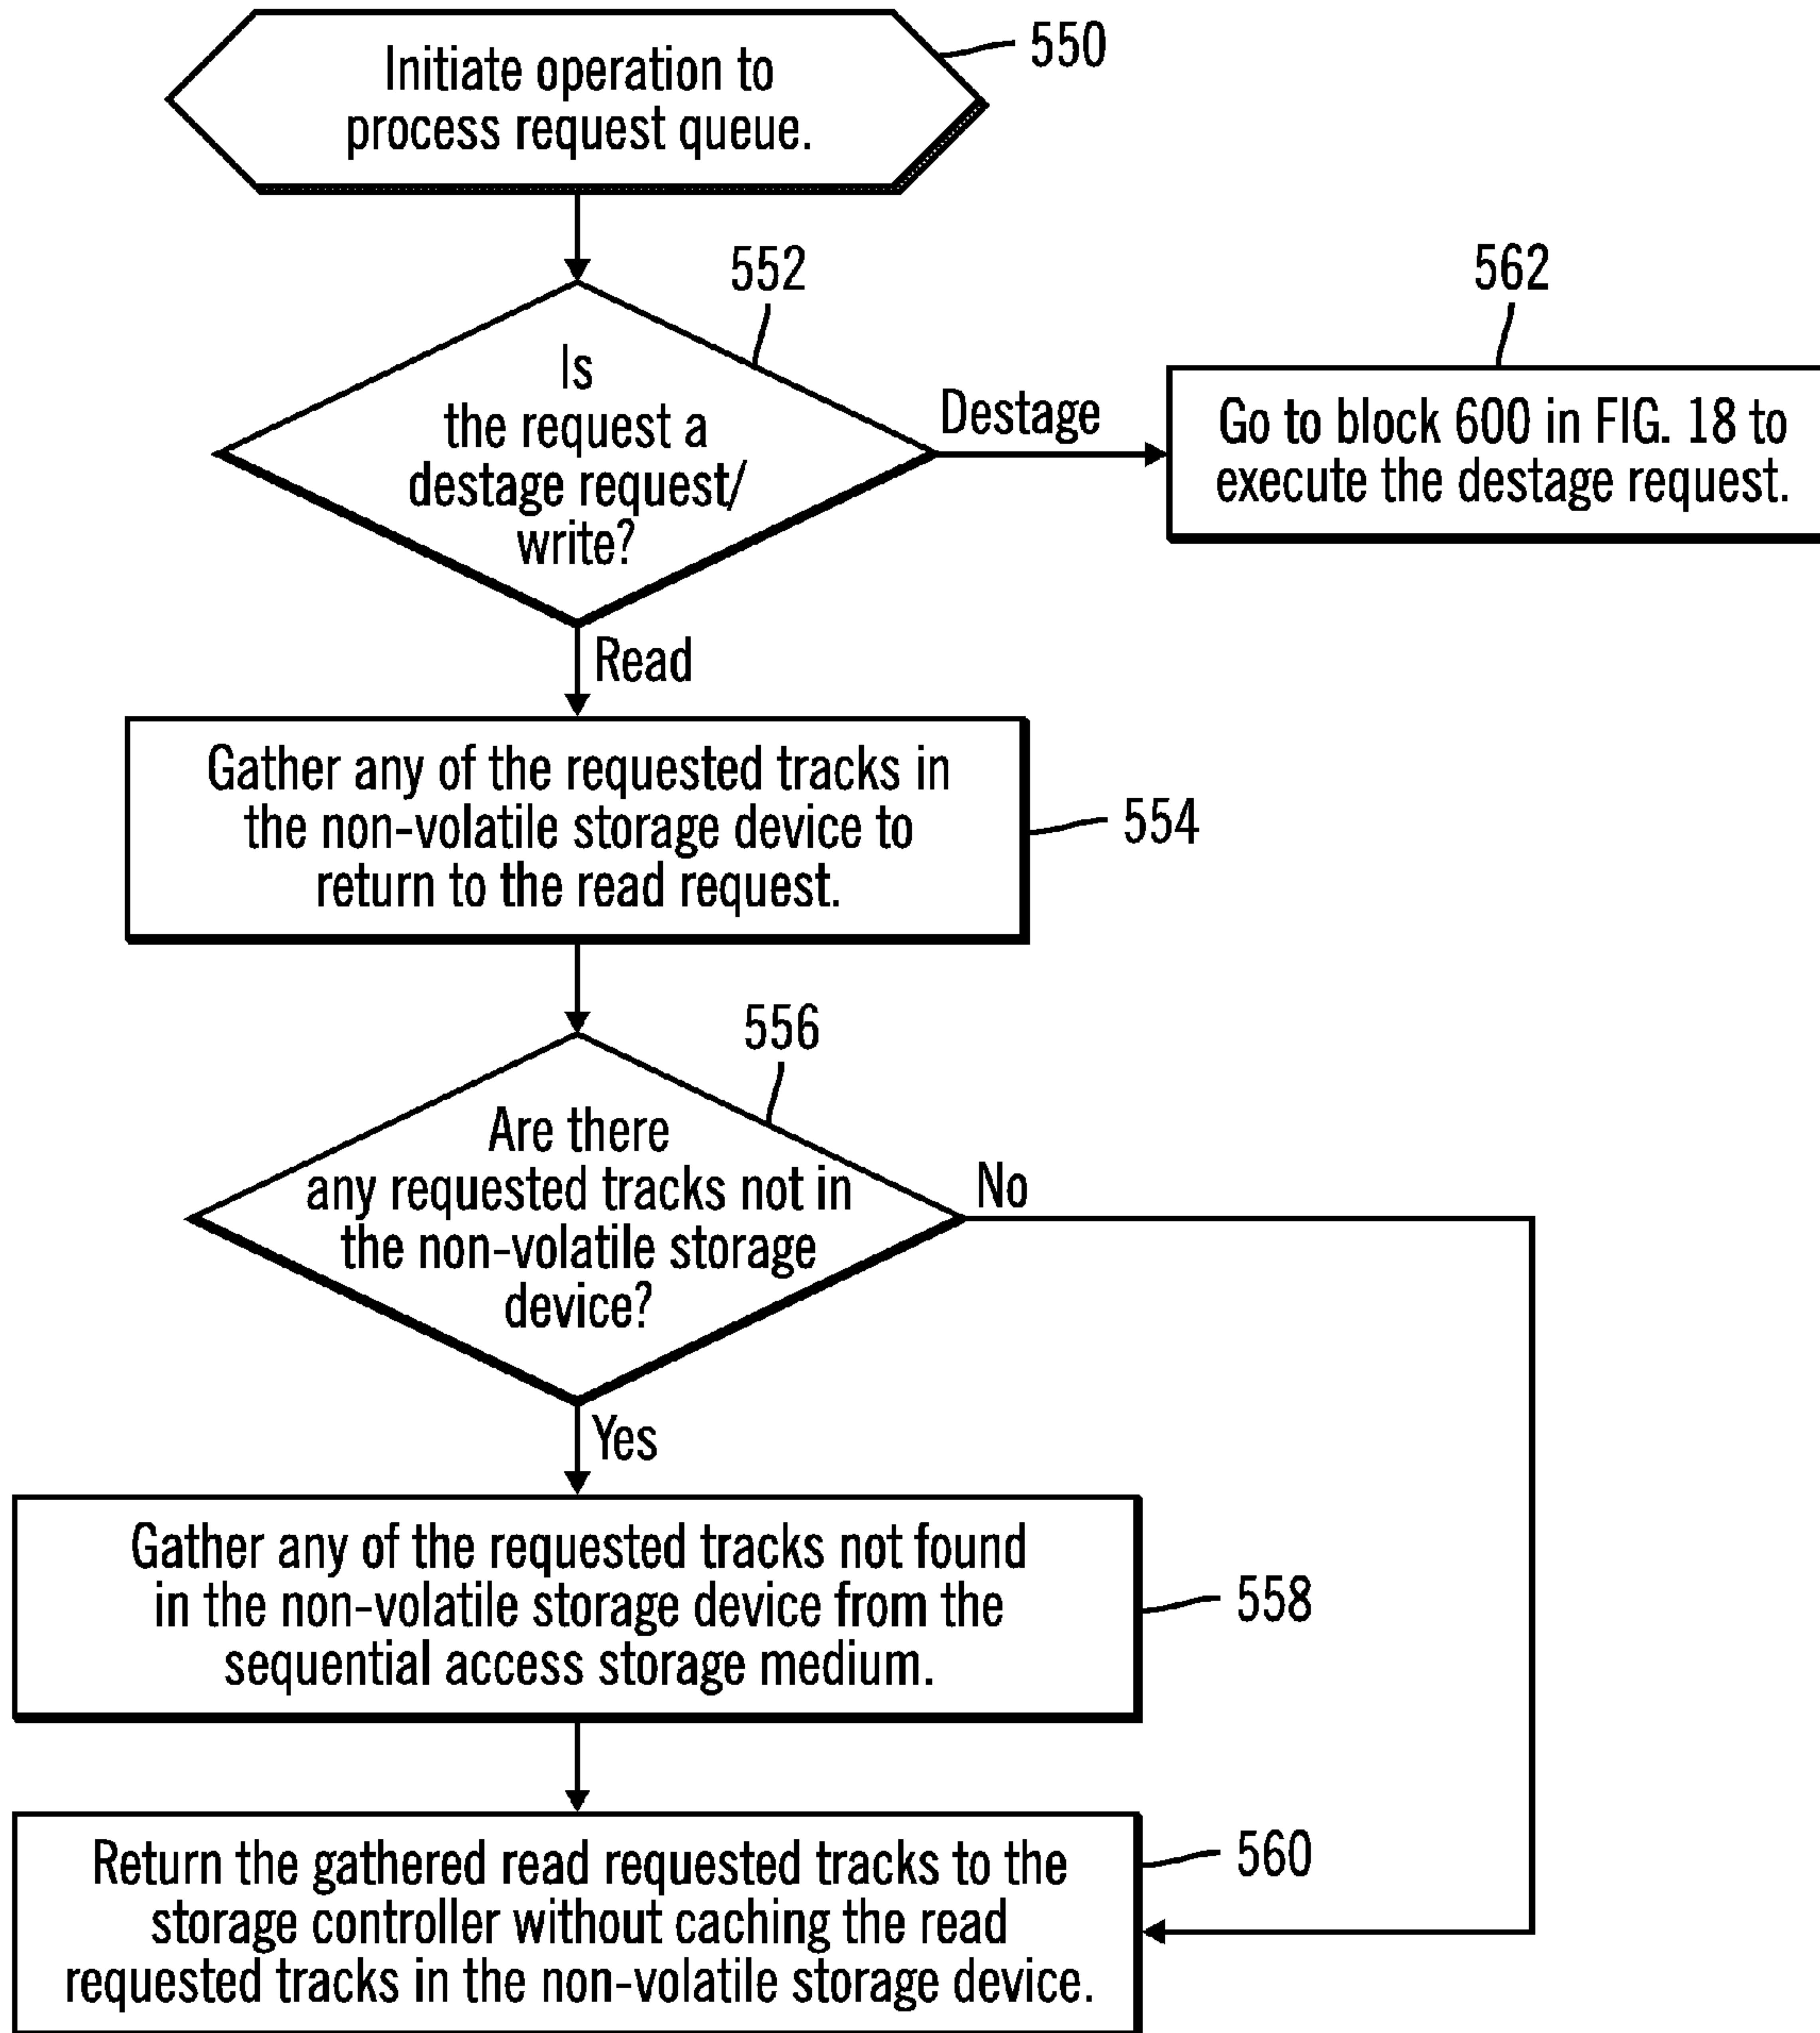 Initiate operation to
process request queue.
550
552
Is
the request a
destage request/
write?
Destage
562
Go to block 600 in FIG. 18 to
execute the destage request.
Read
Gather any of the requested tracks in
the non-volatile storage device to
return to the read request.
554
556
Are there
any requested tracks not in
the non-volatile storage
device?
No
Yes
Gather any of the requested tracks not found
in the non-volatile storage device from the
sequential access storage medium.
558
Return the gathered read requested tracks to the
storage controller without caching the read
requested tracks in the non-volatile storage device.
560